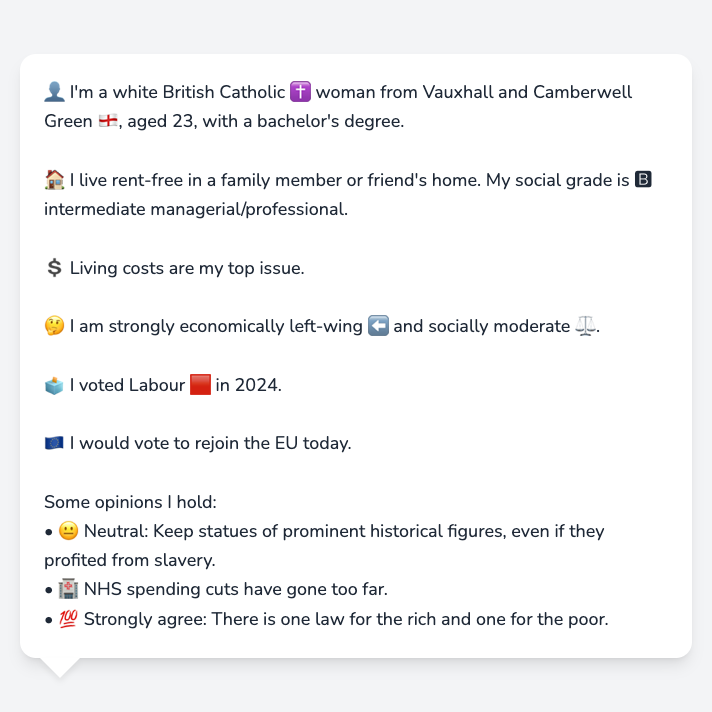 👤 I'm a white British Catholic ✝️ woman from Vauxhall and Camberwell
Green 🏴󠁧󠁢󠁥󠁮󠁧󠁿, aged 23, with a bachelor's degree.
🏠 I live rent-free in a family member or friend's home. My social grade is 🅱
intermediate managerial/professional.
💲 Living costs are my top issue.
🤔 I am strongly economically left-wing ⬅️ and socially moderate ⚖️.
🗳️ I voted Labour 🟥 in 2024.
🇪🇺 I would vote to rejoin the EU today.
Some opinions I hold:
• 😐 Neutral: Keep statues of prominent historical figures, even if they
profited from slavery.
• 🏥 NHS spending cuts have gone too far.
• 💯 Strongly agree: There is one law for the rich and one for the poor.